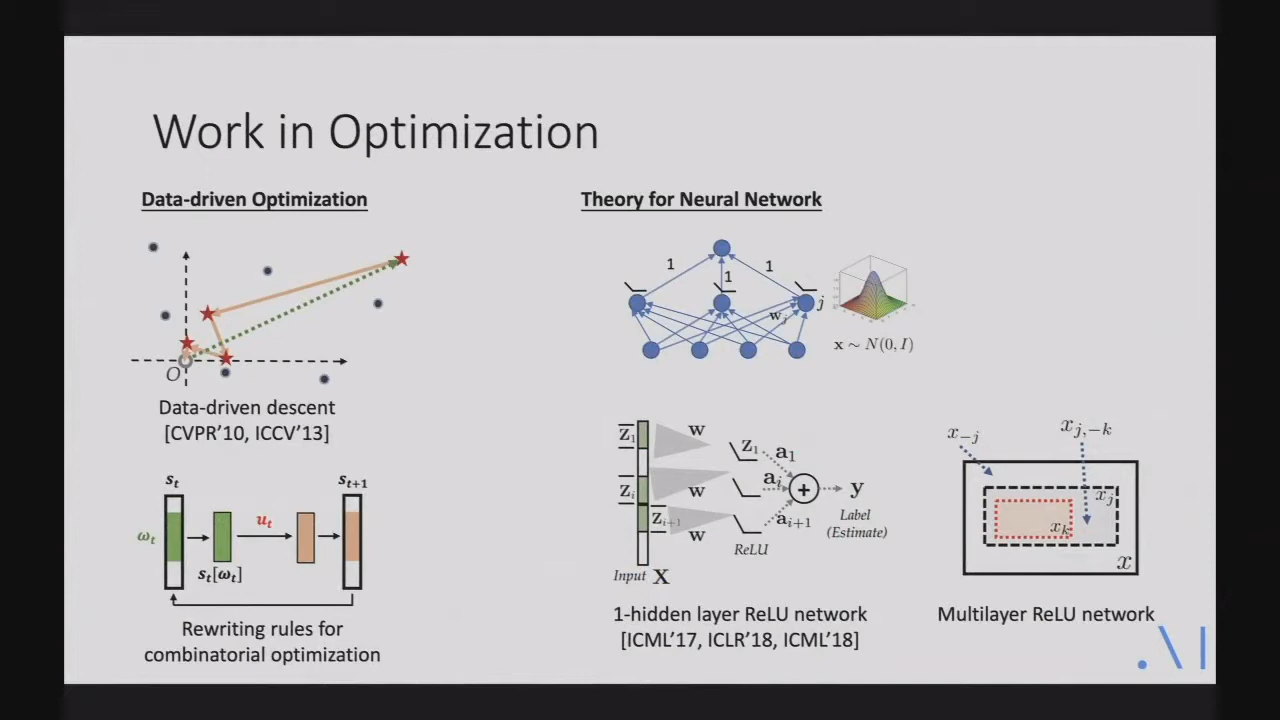 Work in Optimization
Data-driven Optimization
O
Data-driven descent
[CVPR'10, ICCV'13]
s_t
s_{t+1}
ω_t
u_t
s_t[ω_t]
Rewriting rules for
combinatorial optimization
Theory for Neural Network
1
1
1
j
w_j
x ~ N(0, I)
Z_1
w
Z_1
a_1
Z_i
w
a_i
+
y
Z_{i+1}
w
a_{i+1}
Label
(Estimate)
ReLU
Input X
1-hidden layer ReLU network
[ICML'17, ICLR'18, ICML'18]
x_{-j}
x_{j,-k}
x_j
x_k
x
Multilayer ReLU network
.AI